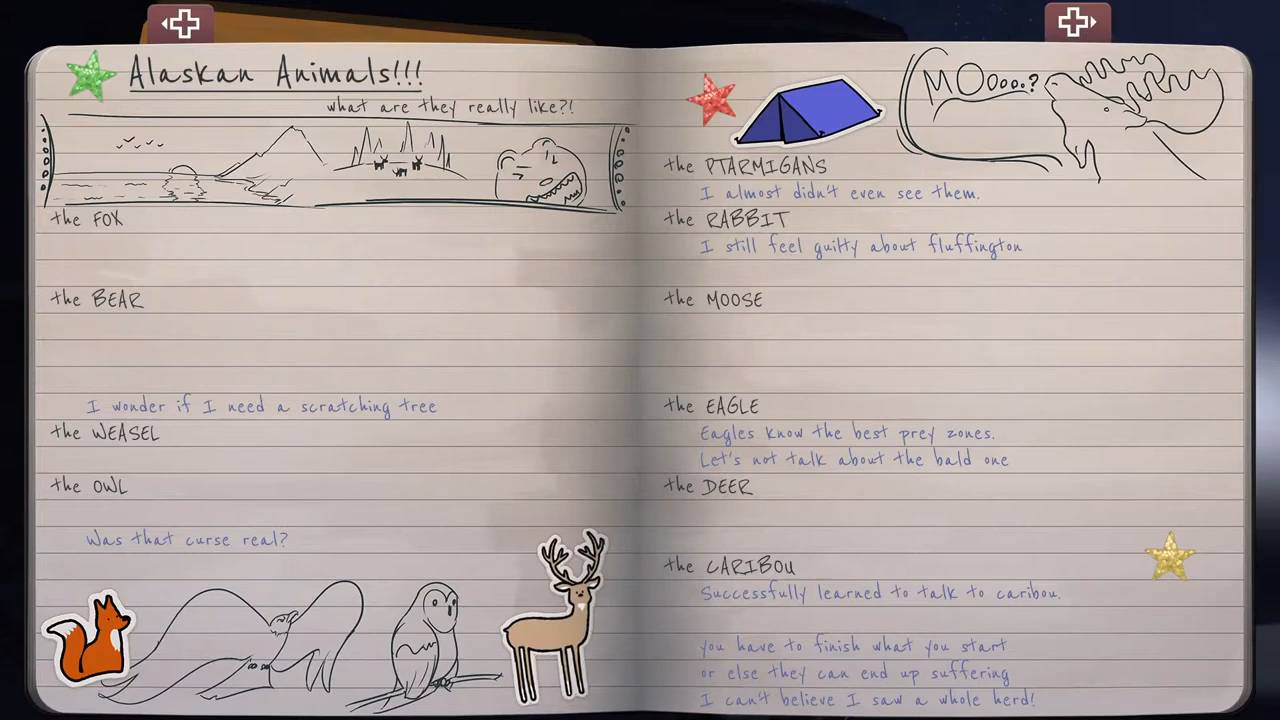 Alaskan Animals!!!
what are they really like?!
the FOX
the BEAR
I wonder if I need a scratching tree
the WEASEL
the OWL
Was that curse real?
MOoooo.?
the PTARMIGANS
I almost didn't even see them.
the RABBIT
I still feel guilty about fluffington
the MOOSE
the EAGLE
Eagles know the best prey zones.
Let's not talk about the bald one
the DEER
the CARIBOU
Successfully learned to talk to caribou.
you have to finish what you start
or else they can end up suffering
I can't believe I saw a whole herd!